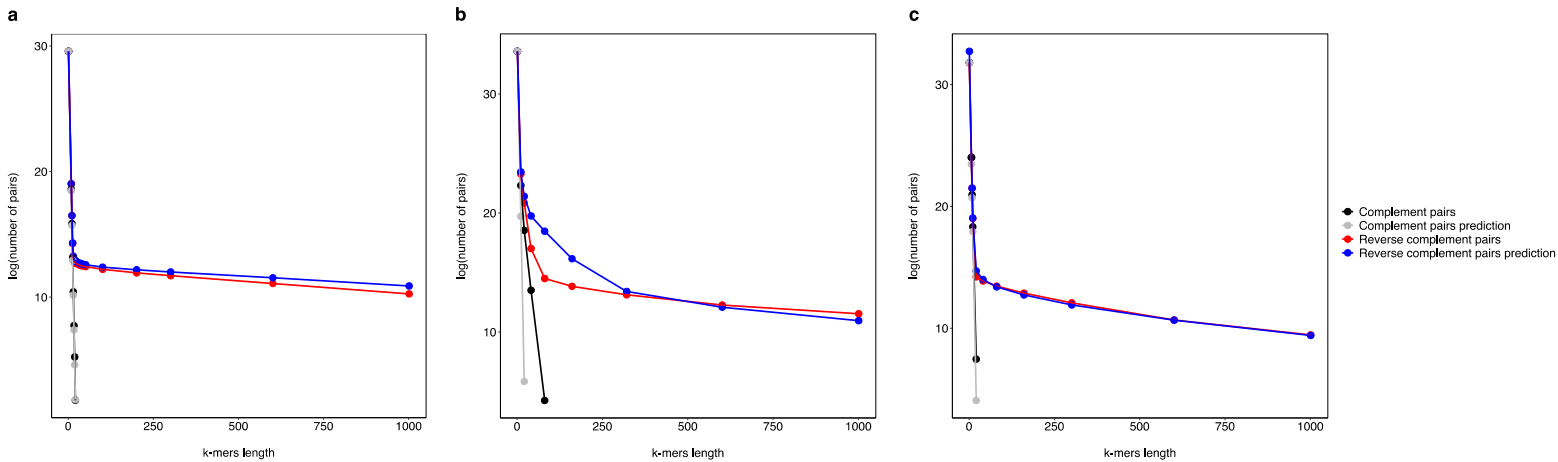 a
log(number of pairs)
30
20
10
0
250
500
750
1000
k-mers length
b
log(number of pairs)
30
20
10
0
250
500
750
1000
k-mers length
c
log(number of pairs)
30
20
10
0
250
500
750
1000
k-mers length
Complement pairs
Complement pairs prediction
Reverse complement pairs
Reverse complement pairs prediction